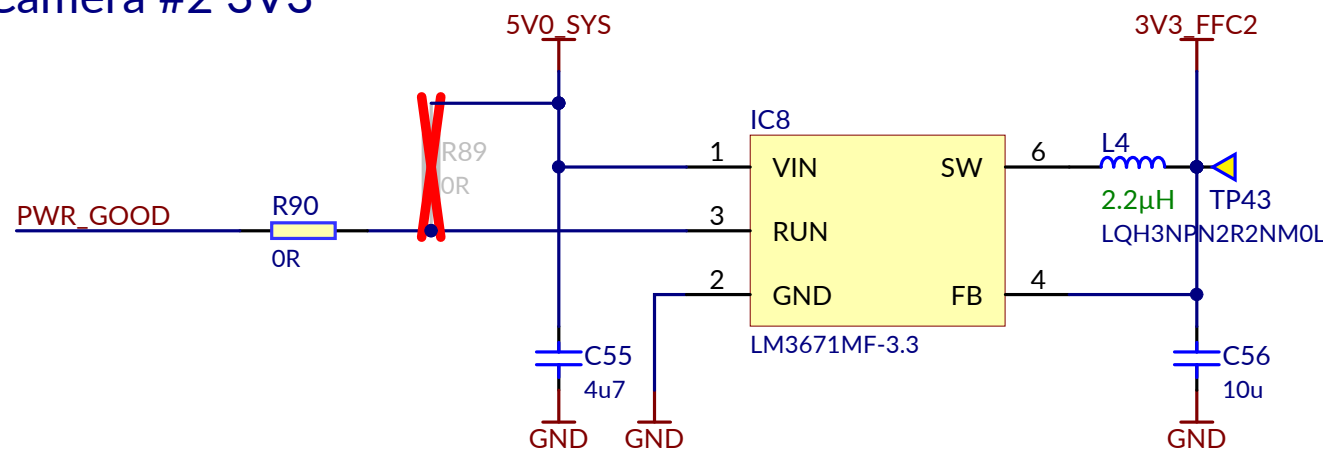 Camera #2 3V3
5V0_SYS
3V3_FFC2
IC8
R89
0R
1
VIN
SW
6
L4
2.2µH
TP43
LQH3NPN2R2NM0L
PWR_GOOD
R90
0R
3
RUN
2
GND
FB
4
LM3671MF-3.3
C55
4u7
C56
10u
GND
GND
GND